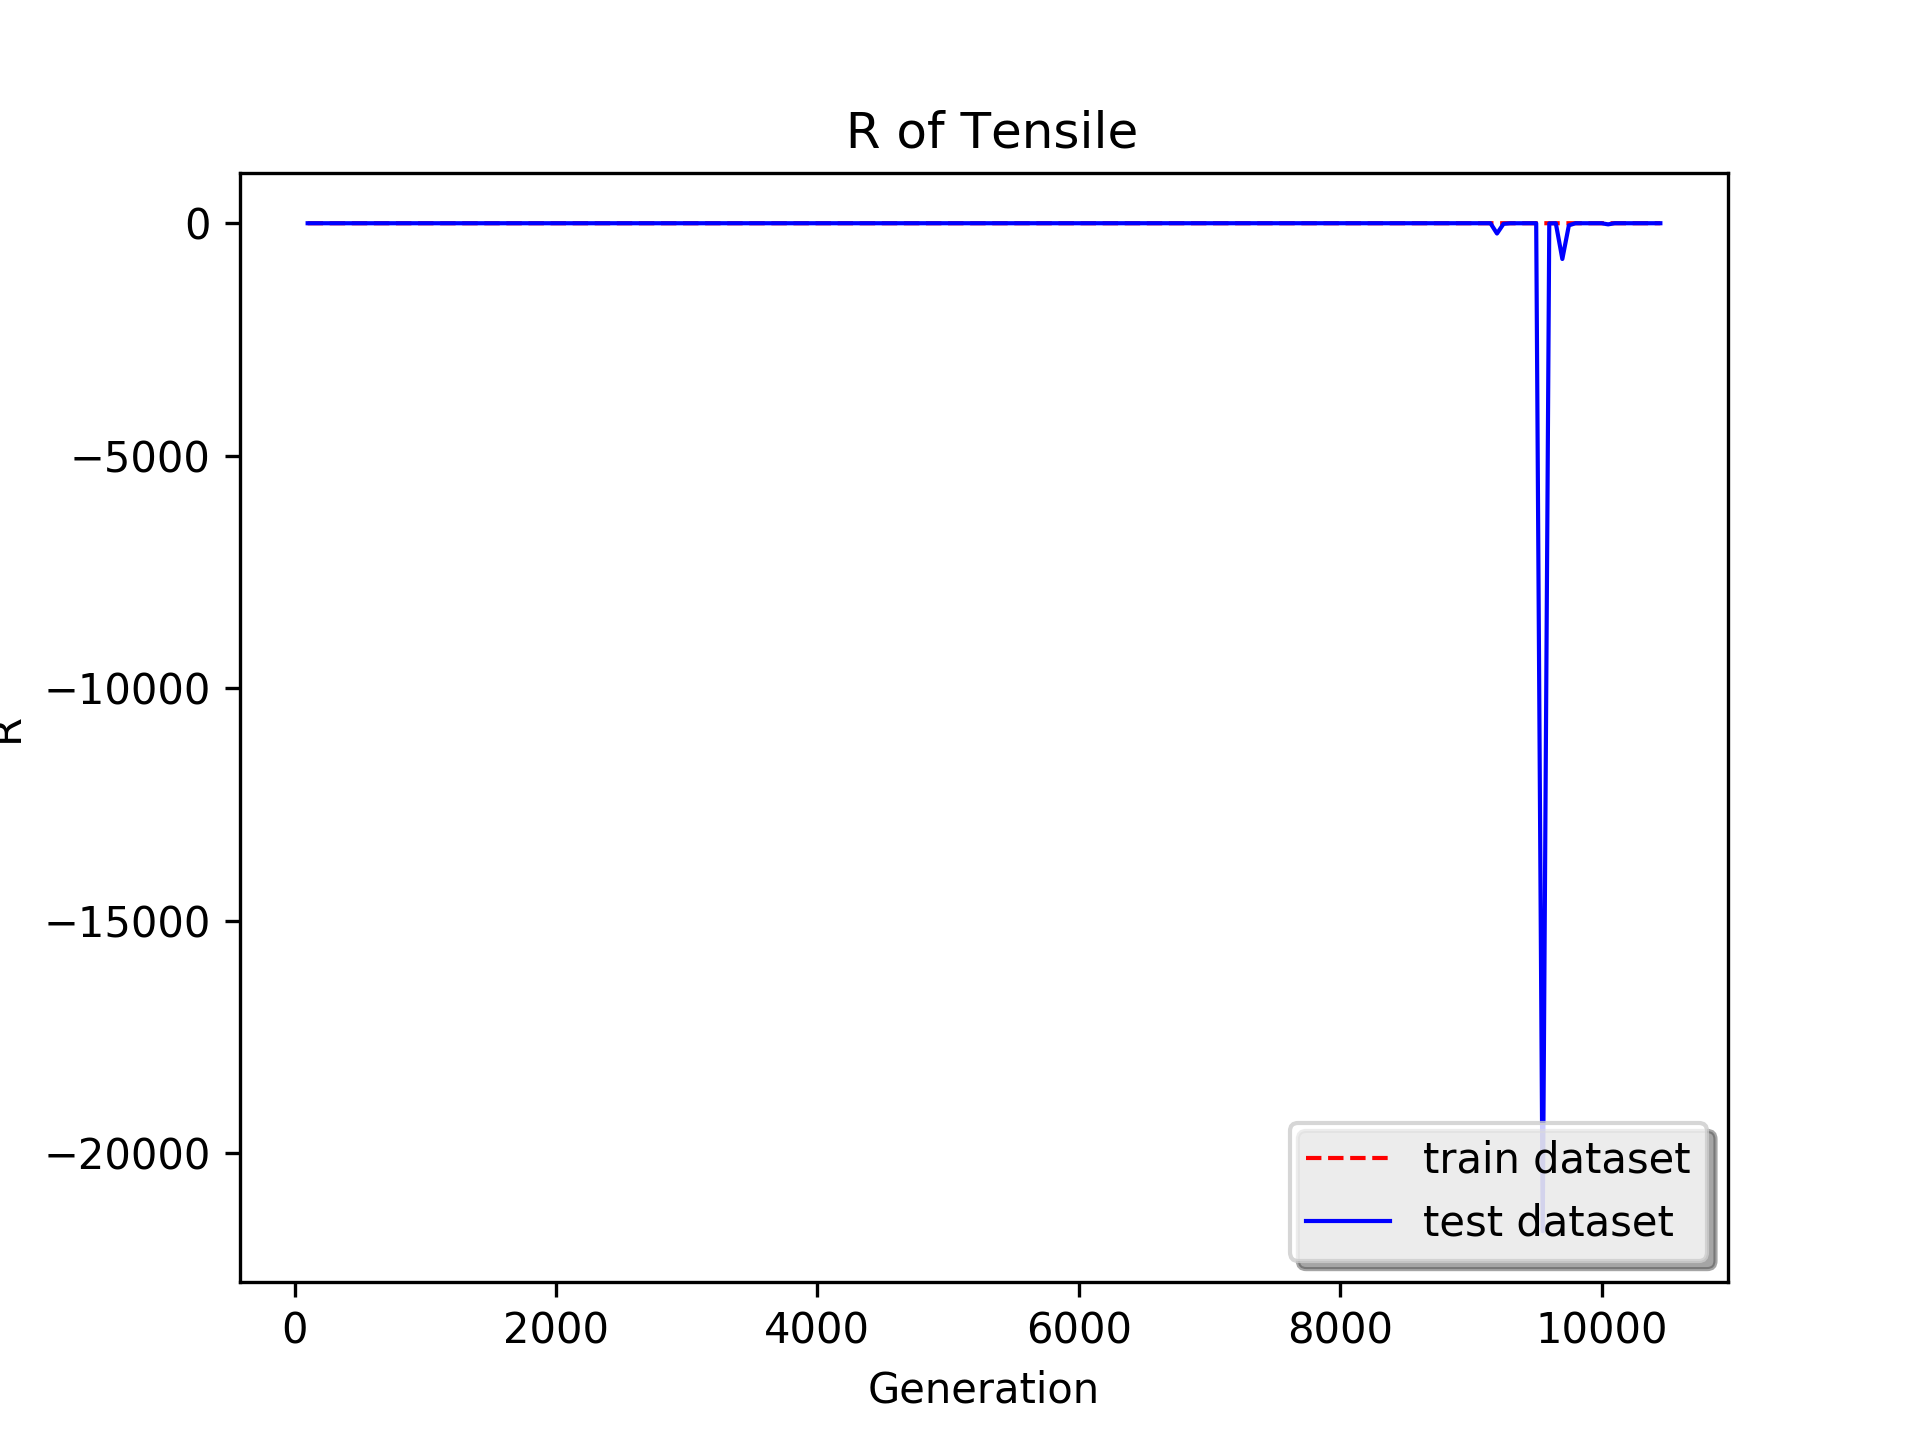 R of Tensile
0
−5000
−10000
−15000
−20000
R
train dataset
test dataset
0 2000 4000 6000 8000 10000
Generation